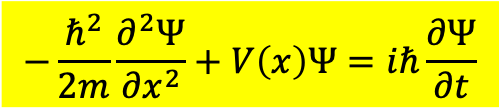 −ℏ²/2m ∂²Ψ/∂x² + V(x)Ψ = iℏ ∂Ψ/∂t